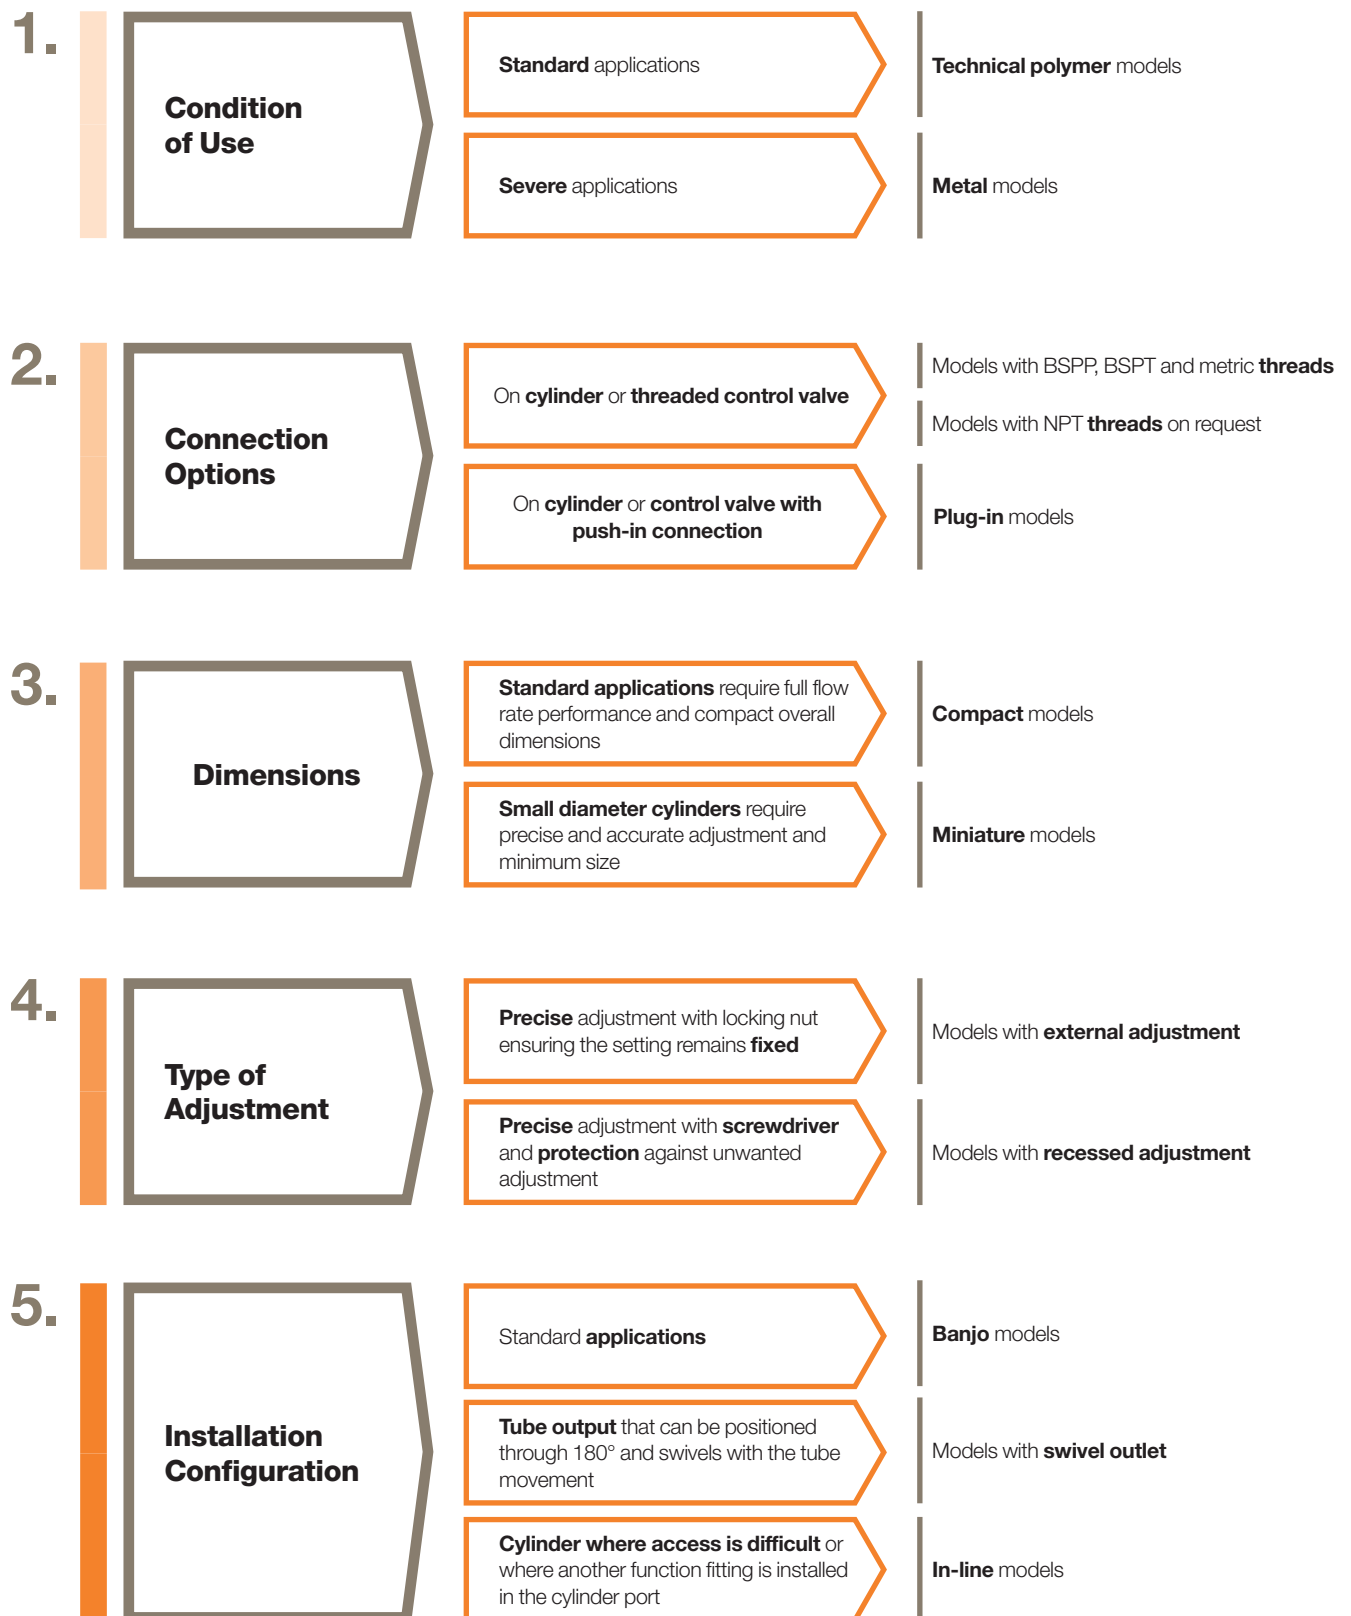 1.
Condition
of Use
Standard applications
Technical polymer models
Severe applications
Metal models
2.
Connection
Options
On cylinder or threaded control valve
Models with BSPP, BSPT and metric threads
Models with NPT threads on request
On cylinder or control valve with
push-in connection
Plug-in models
3.
Dimensions
Standard applications require full flow
rate performance and compact overall
dimensions
Compact models
Small diameter cylinders require
precise and accurate adjustment and
minimum size
Miniature models
4.
Type of
Adjustment
Precise adjustment with locking nut
ensuring the setting remains fixed
Models with external adjustment
Precise adjustment with screwdriver
and protection against unwanted
adjustment
Models with recessed adjustment
5.
Installation
Configuration
Standard applications
Banjo models
Tube output that can be positioned
through 180° and swivels with the tube
movement
Models with swivel outlet
Cylinder where access is difficult or
where another function fitting is installed
in the cylinder port
In-line models